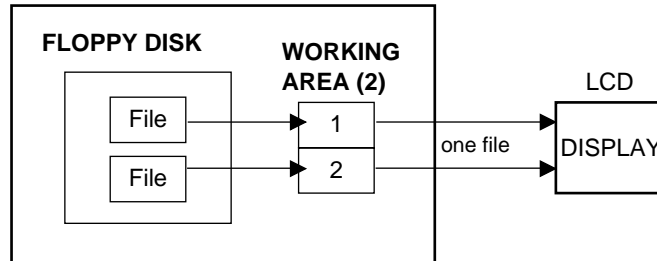 FLOPPY DISK
WORKING
AREA (2)
LCD
File
1
one file
DISPLAY
File
2